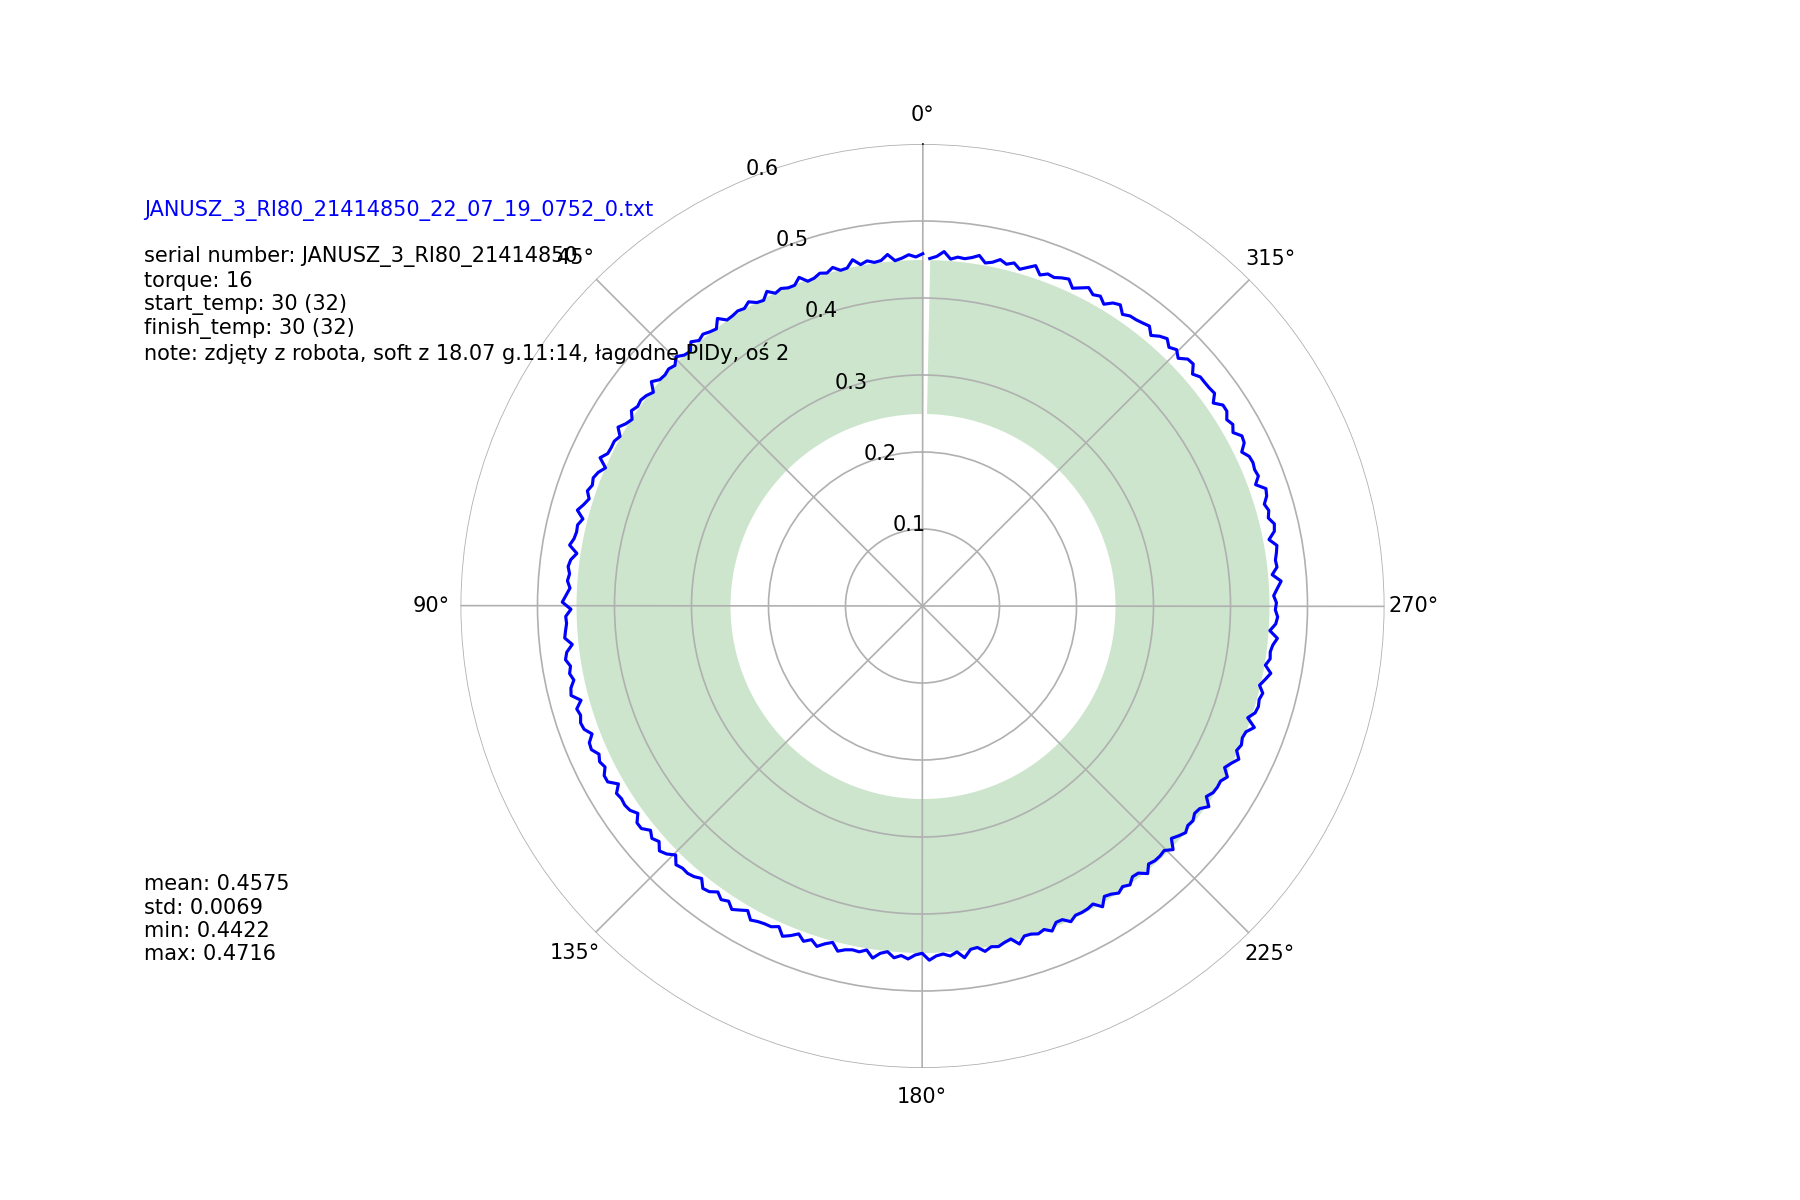 0°
0.6
JANUSZ_3_RI80_21414850_22_07_19_0752_0.txt
0.5
serial number: JANUSZ_3_RI80_21414850
45°
315°
torque: 16
start_temp: 30 (32)
0.4
finish_temp: 30 (32)
note: zdjęty z robota, soft z 18.07 g.11:14, łagodne PIDy, oś 2
0.3
0.2
0.1
90°
270°
mean: 0.4575
std: 0.0069
min: 0.4422
max: 0.4716
135°
225°
180°